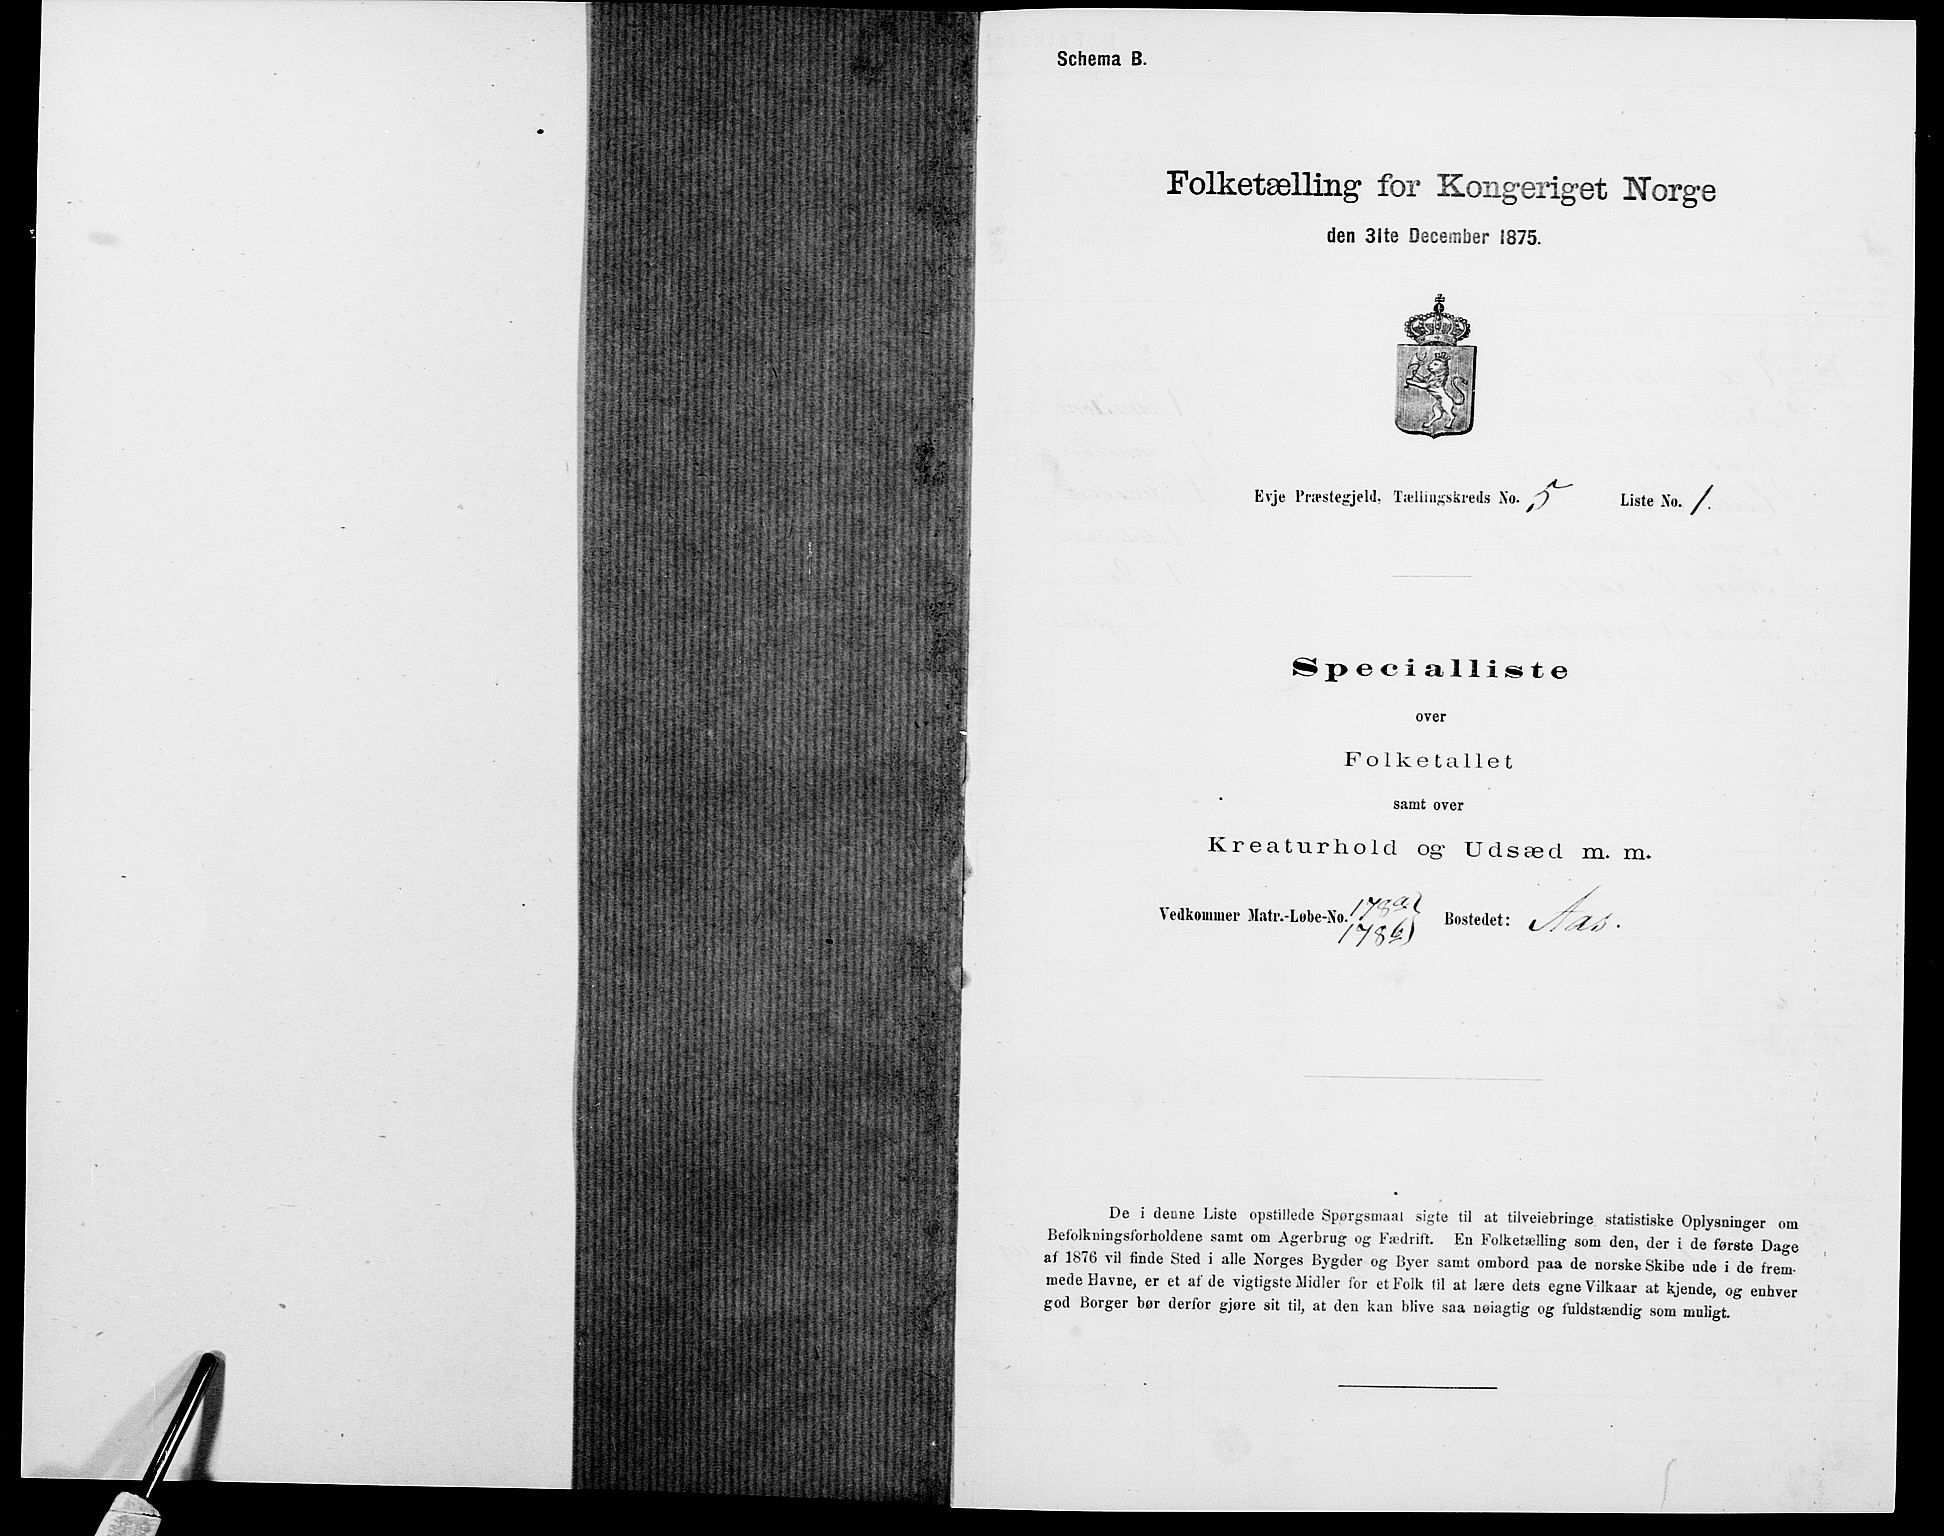 Schema B.
Folketælling for Kongeriget Norge
den 31te December 1875.
Evje Præstegjeld, Tællingskreds No. 5 Liste No. 1.
Specialliste
over
Folketallet
samt over
Kreaturhold og Udsæd m. m.
Vedkommer Matr.-Løbe-No. 178a Bostedet: Aas.
178b
De i denne Liste opstillede Spørgsmaal sigte til at tilveiebringe statistiske Oplysninger om
Befolkningsforholdene samt om Agerbrug og Fædrift. En Folketælling som den, der i de første Dage
af 1876 vil finde Sted i alle Norges Bygder og Byer samt ombord paa de norske Skibe ude i de frem-
mede Havne, er et af de vigtigste Midler for et Folk til at lære dets egne Vilkaar at kjende, og enhver
god Borger bør derfor gjøre sit til, at den kan blive saa nøiagtig og fuldstændig som muligt.